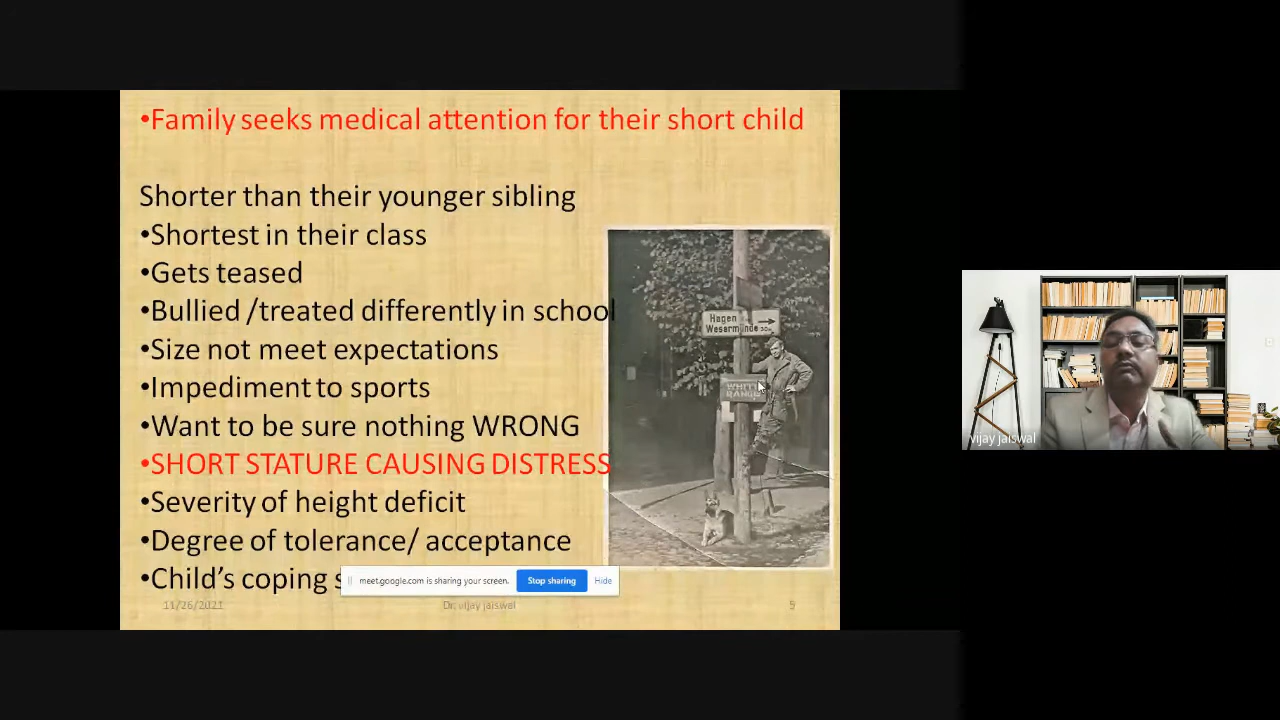 •Family seeks medical attention for their short child
Shorter than their younger sibling
•Shortest in their class
•Gets teased
•Bullied /treated differently in school
•Size not meet expectations
•Impediment to sports
•Want to be sure nothing WRONG
•SHORT STATURE CAUSING DISTRESS
•Severity of height deficit
•Degree of tolerance/ acceptance
•Child’s coping
meet.google.com is sharing your screen.
Stop sharing
Hide
11/26/2021
Dr. vijay jaiswal
5
Hagen
Wesermünde
RANGE
vijay jaiswal